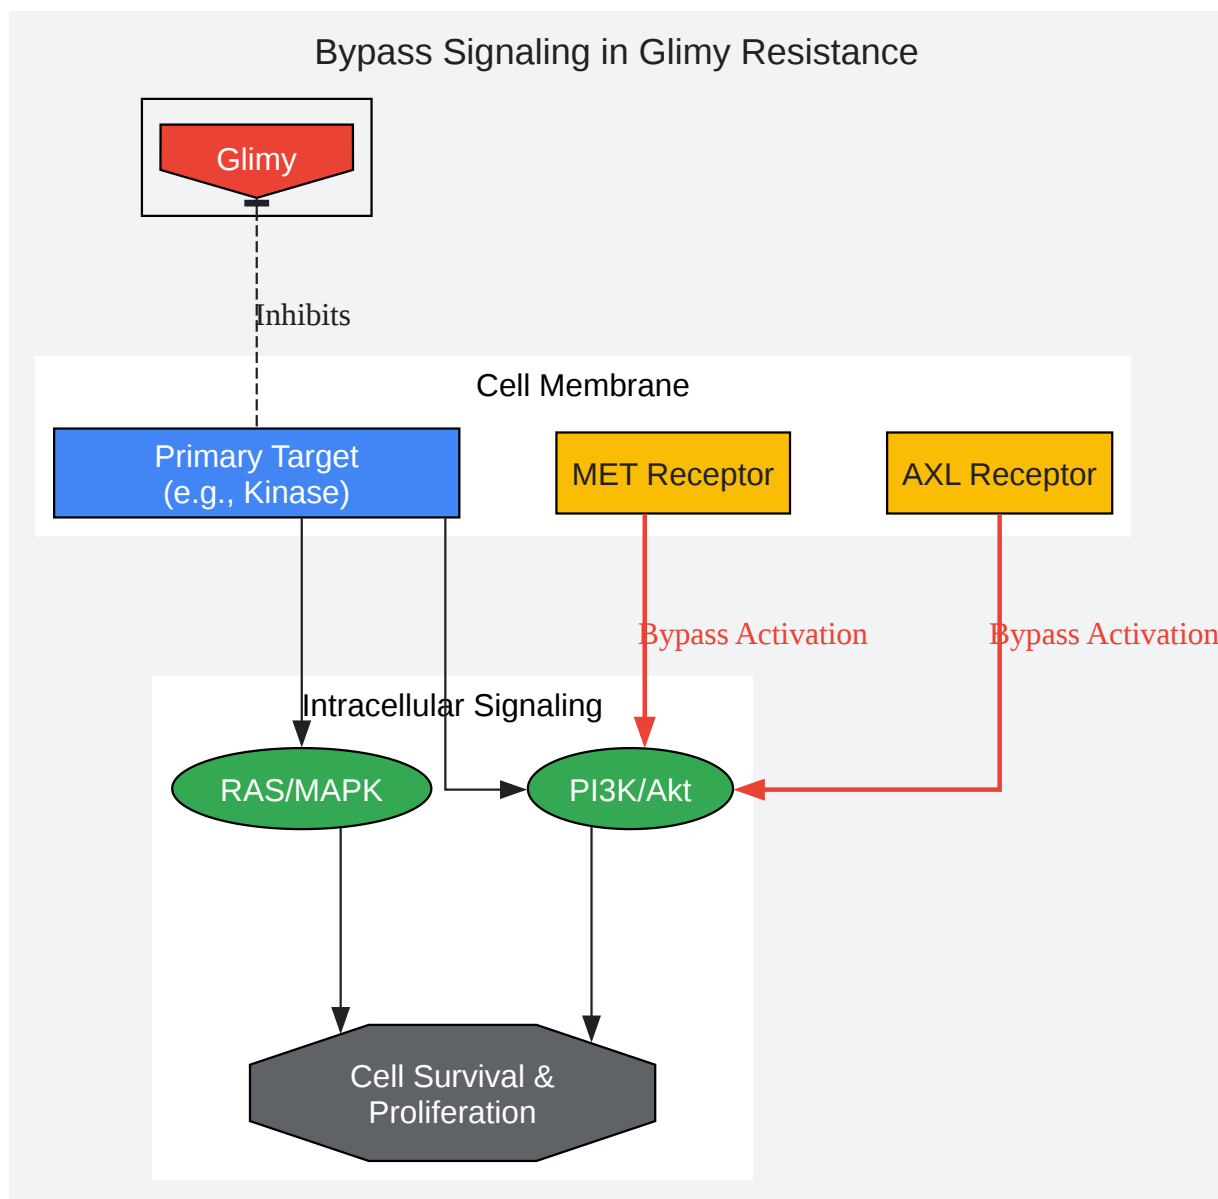 Bypass Signaling in Glimy Resistance
Glimy
Inhibits
Cell Membrane
Primary Target
(e.g., Kinase)
MET Receptor
AXL Receptor
Bypass Activation
Bypass Activation
Intracellular Signaling
RAS/MAPK
PI3K/Akt
Cell Survival &
Proliferation